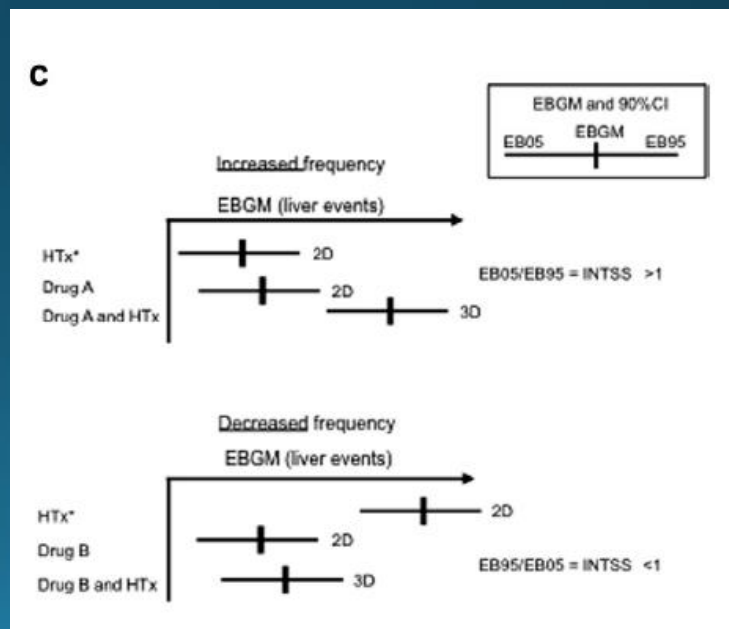 C
EBGM and 90%CI
EB05 EBGM EB95
Increased frequency
EBGM (liver events)
HTx* 2D
Drug A 2D
Drug A and HTx 3D
EB05/EB95 = INTSS >1
Decreased frequency
EBGM (liver events)
HTx* 2D
Drug B 2D
Drug B and HTx 3D
EB95/EB05 = INTSS <1